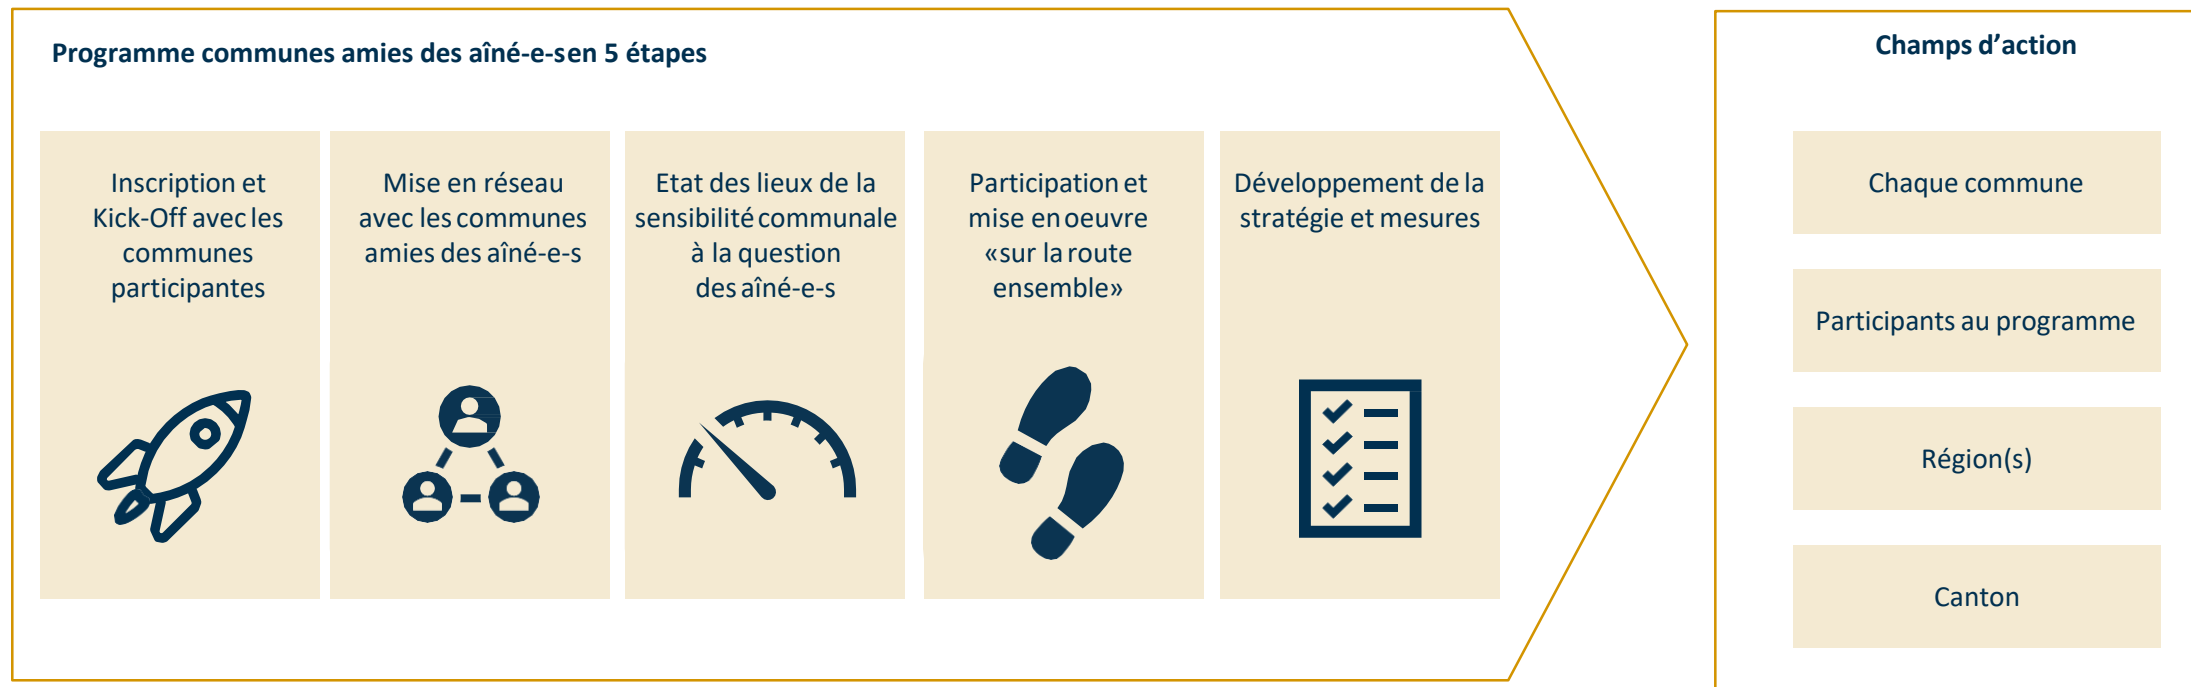 Programme communes amies des aîné-e-sen 5 étapes
Inscription et
Kick-Off avec les
communes
participantes
Mise en réseau
avec les communes
amies des aîné-e-s
Etat des lieux de la
sensibilité communale
à la question
des aîné-e-s
Participation et
mise en oeuvre
«sur la route
ensemble»
Développement de la
stratégie et mesures
Champs d’action
Chaque commune
Participants au programme
Région(s)
Canton